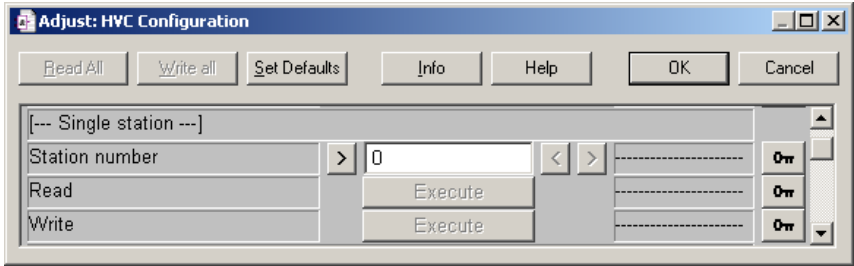 Adjust: HVC Configuration
Read All Write all Set Defaults Info Help OK Cancel
[--- Single station ---]
Station number > 0 < > ----------------------
Read Execute ----------------------
Write Execute ----------------------